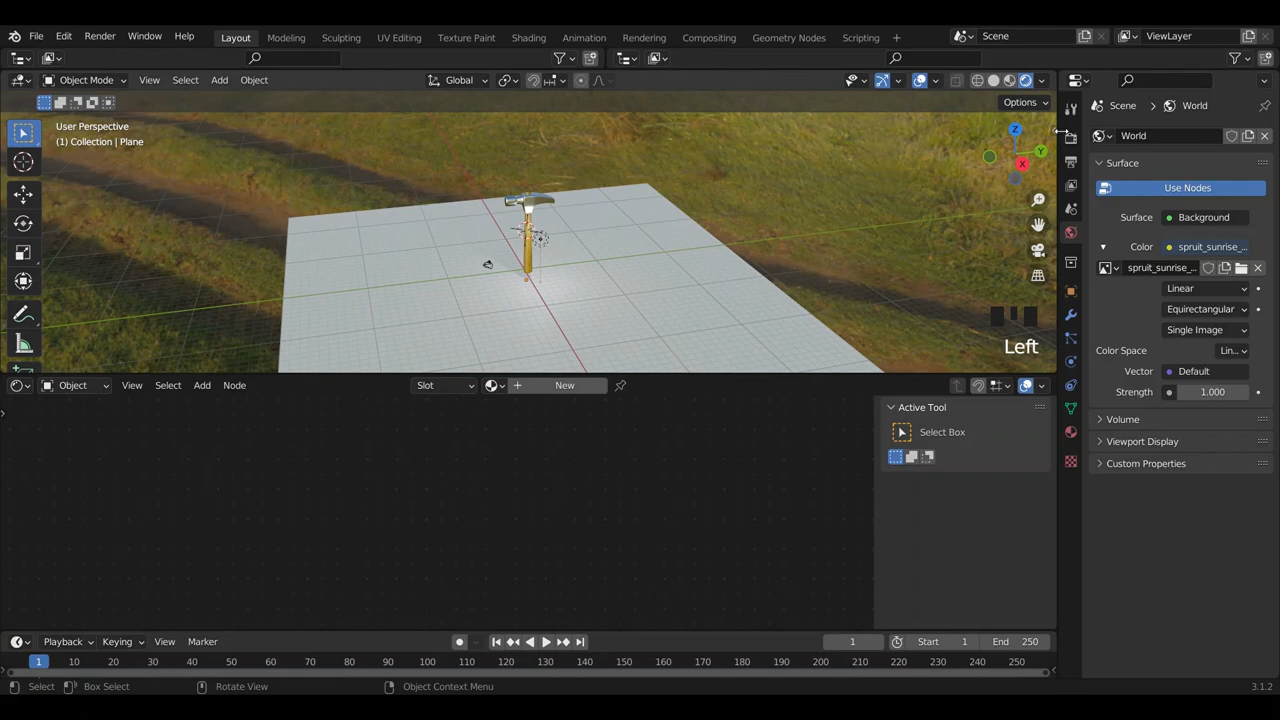 File Edit Render Window Help Layout Modeling Sculpting UV Editing Texture Paint Shading Animation Rendering Compositing Geometry Nodes Scripting Scene ViewLayer
Object Mode View Select Add Object Global
Options
User Perspective
(1) Collection | Plane
Z
Y
X
Left
Scene > World
World
Surface
Use Nodes
Surface Background
Color spruit_sunrise_...
spruit_sunrise_...
Linear
Equirectangular
Single Image
Color Space Lin...
Vector Default
Strength 1.000
Volume
Viewport Display
Custom Properties
Object View Select Add Node Slot New
Active Tool
Select Box
Playback Keying View Marker 1 Start 1 End 250
1 10 20 30 40 50 60 70 80 90 100 110 120 130 140 150 160 170 180 190 200 210 220 230 240 250
Select Box Select Rotate View Object Context Menu 3.1.2